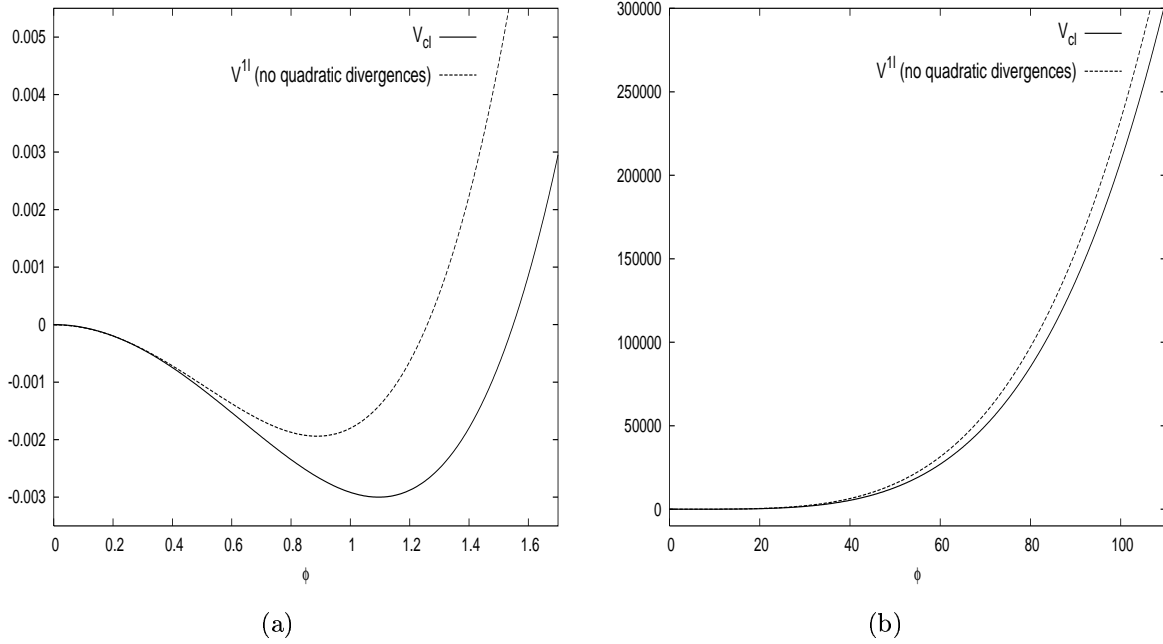 0.005
0.004
0.003
0.002
0.001
0
-0.001
-0.002
-0.003
0 0.2 0.4 0.6 0.8 1 1.2 1.4 1.6
ϕ
V_cl
V^1l (no quadratic divergences)
(a)
300000
250000
200000
150000
100000
50000
0
0 20 40 60 80 100
ϕ
V_cl
V^1l (no quadratic divergences)
(b)